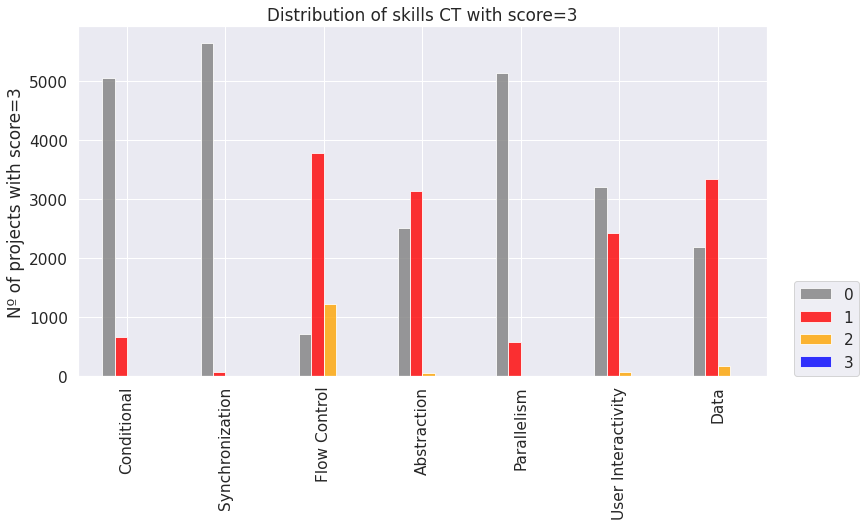 Distribution of skills CT with score=3
Nº of projects with score=3
5000
4000
3000
2000
1000
0
Conditional
Synchronization
Flow Control
Abstraction
Parallelism
User Interactivity
Data
0
1
2
3